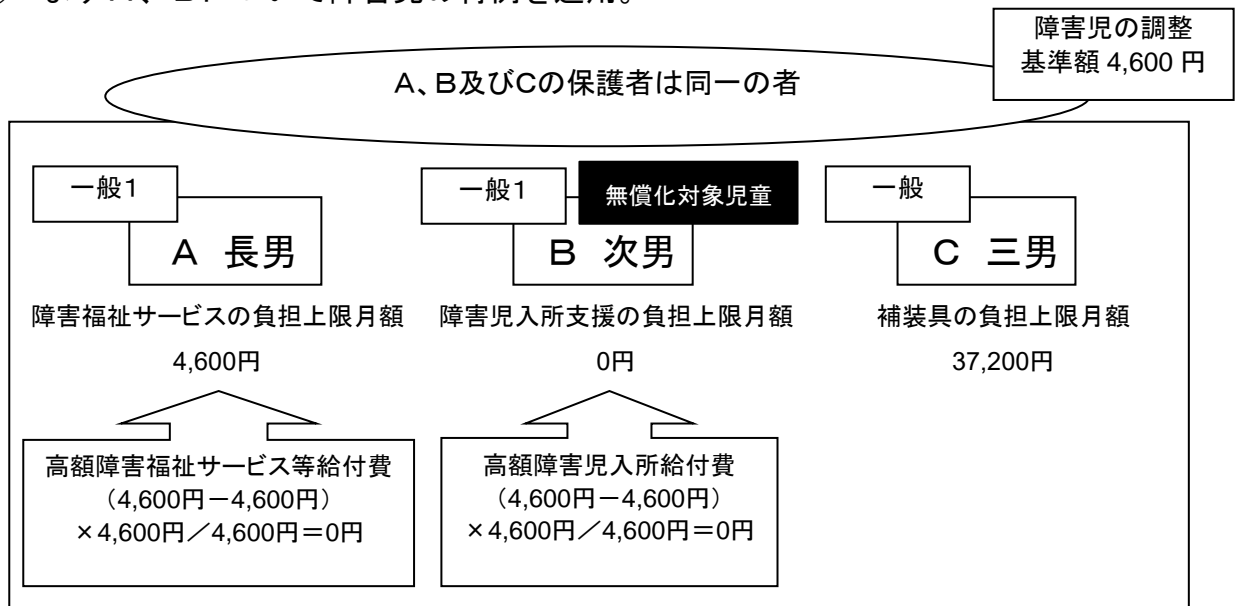 障害児の調整
基準額 4,600 円
A、B及びCの保護者は同一の者
一般1
A 長男
障害福祉サービスの負担上限月額
4,600円
高額障害福祉サービス等給付費
(4,600円-4,600円)
×4,600円/4,600円=0円
一般1
無償化対象児童
B 次男
障害児入所支援の負担上限月額
0円
高額障害児入所給付費
(4,600円-4,600円)
×4,600円/4,600円=0円
一般
C 三男
補装具の負担上限月額
37,200円